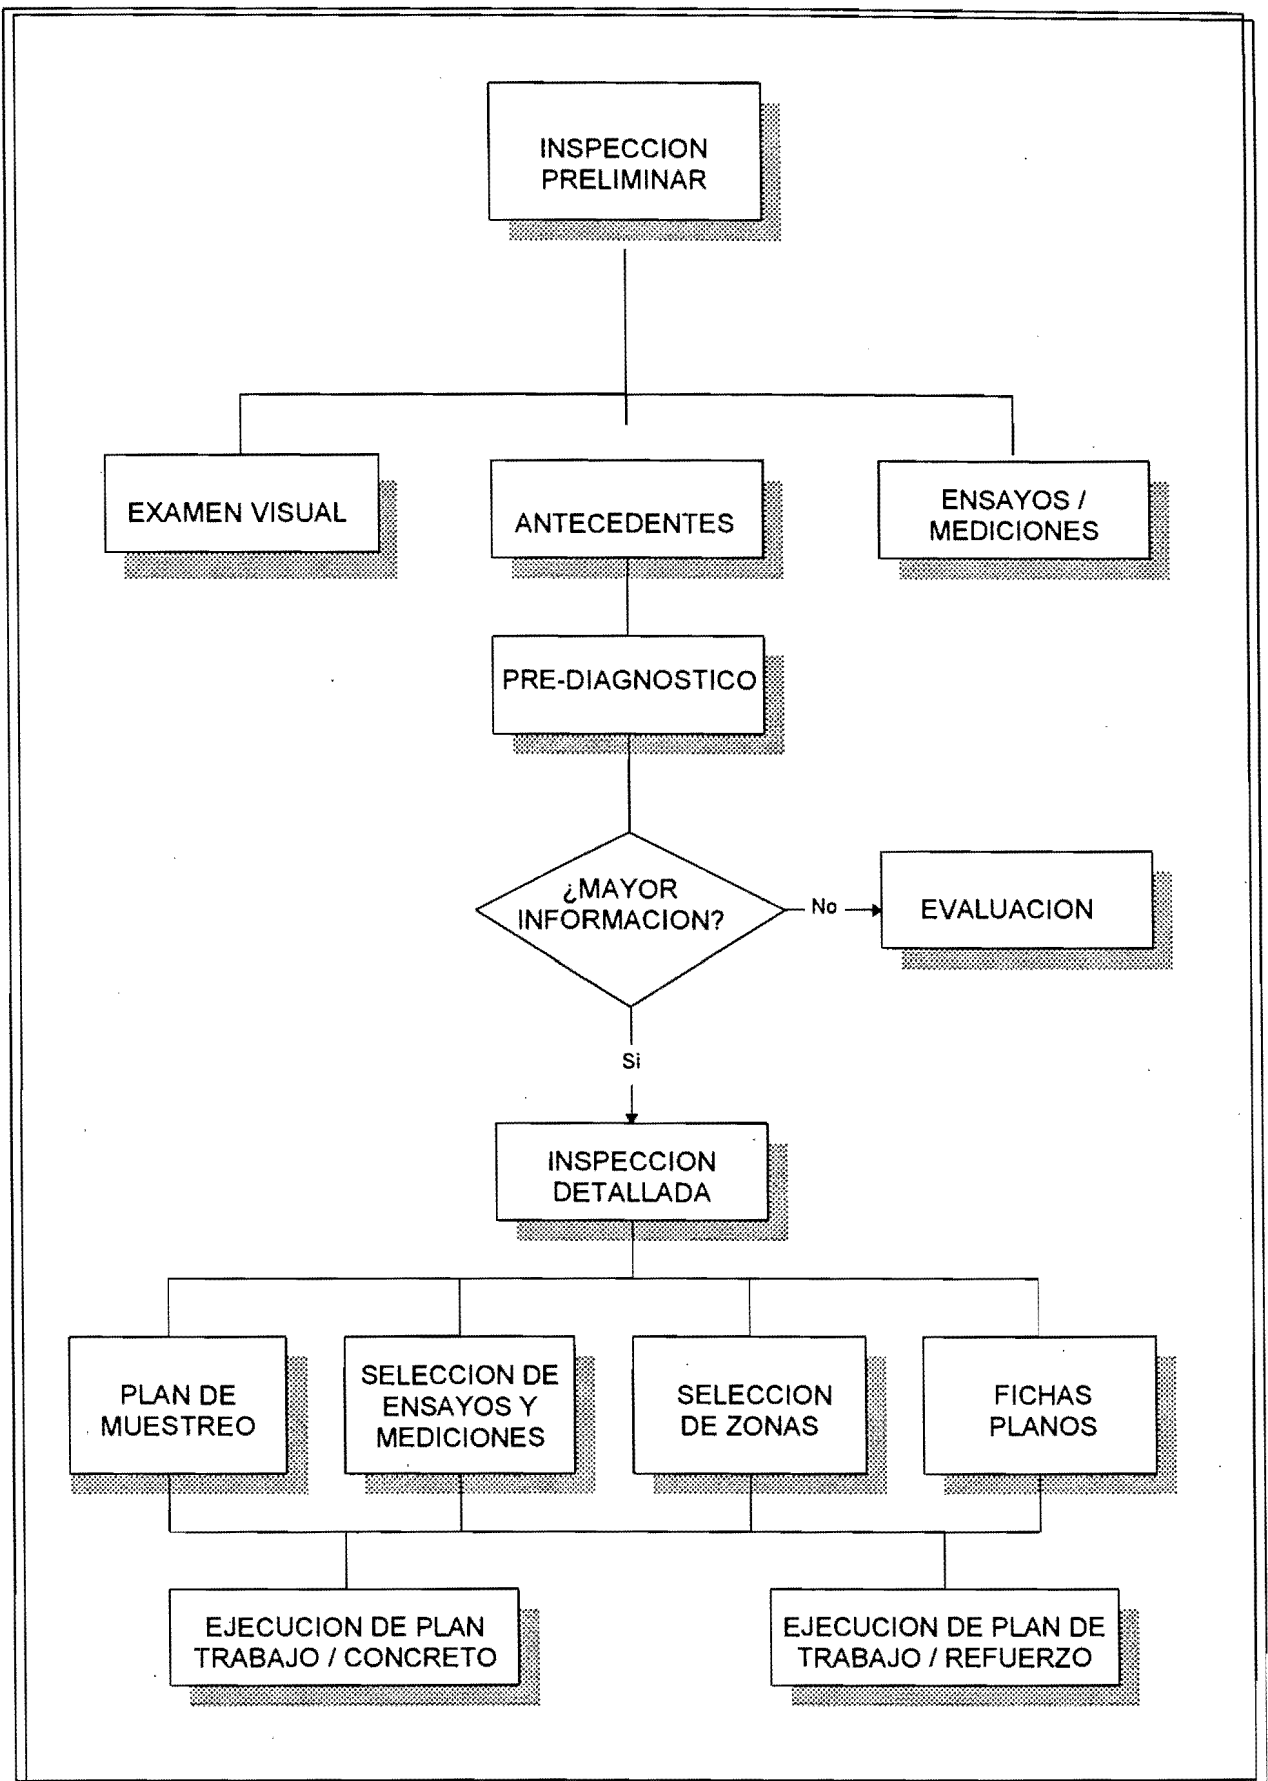 INSPECCION
PRELIMINAR
EXAMEN VISUAL
ANTECEDENTES
ENSAYOS /
MEDICIONES
PRE-DIAGNOSTICO
¿MAYOR
INFORMACION?
No
EVALUACION
Si
INSPECCION
DETALLADA
PLAN DE
MUESTREO
SELECCION DE
ENSAYOS Y
MEDICIONES
SELECCION
DE ZONAS
FICHAS
PLANOS
EJECUCION DE PLAN
TRABAJO / CONCRETO
EJECUCION DE PLAN DE
TRABAJO / REFUERZO